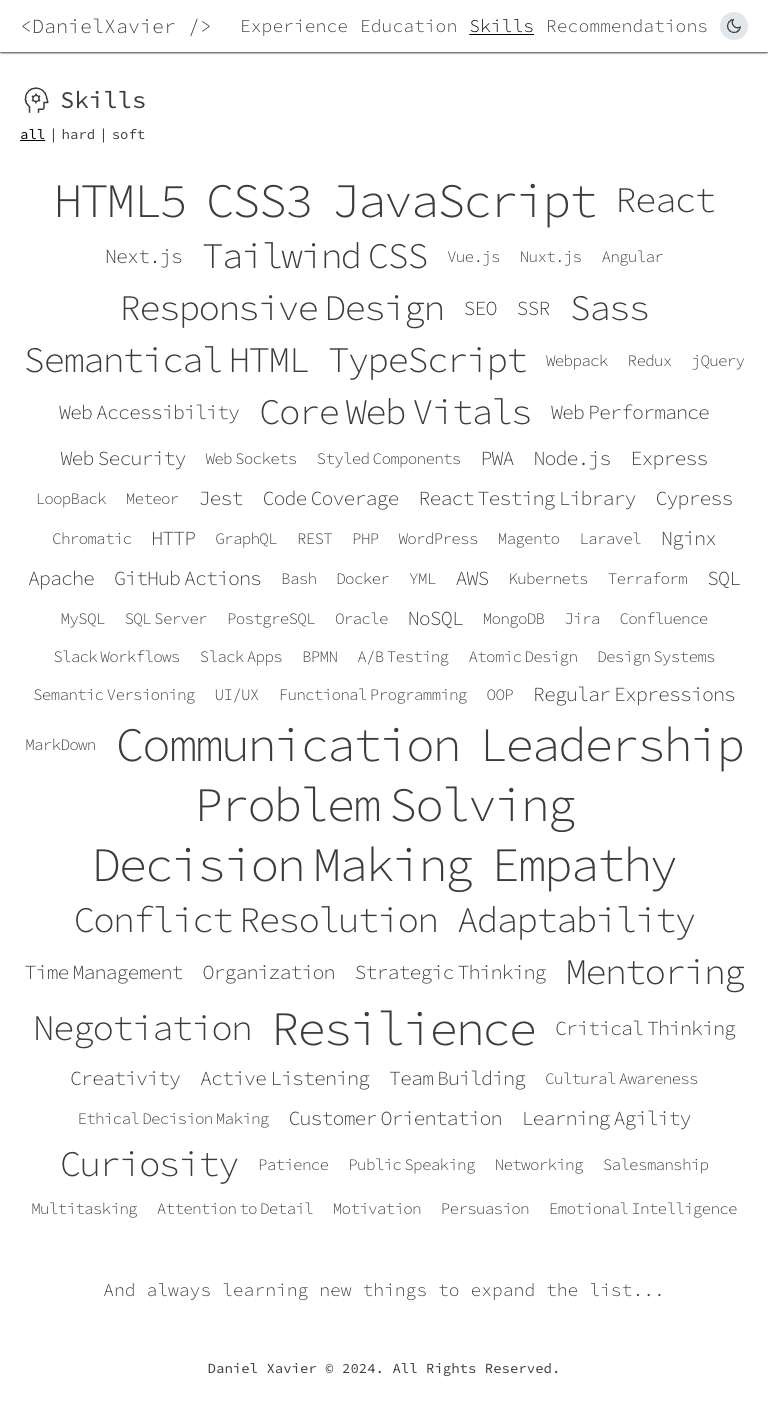 <DanielXavier /> Experience Education Skills Recommendations
Skills
all | hard | soft
HTML5 CSS3 JavaScript React
Next.js Tailwind CSS Vue.js Nuxt.js Angular
Responsive Design SEO SSR Sass
Semantical HTML TypeScript Webpack Redux jQuery
Web Accessibility Core Web Vitals Web Performance
Web Security Web Sockets Styled Components PWA Node.js Express
LoopBack Meteor Jest Code Coverage React Testing Library Cypress
Chromatic HTTP GraphQL REST PHP WordPress Magento Laravel Nginx
Apache GitHub Actions Bash Docker YML AWS Kubernets Terraform SQL
MySQL SQL Server PostgreSQL Oracle NoSQL MongoDB Jira Confluence
Slack Workflows Slack Apps BPMN A/B Testing Atomic Design Design Systems
Semantic Versioning UI/UX Functional Programming OOP Regular Expressions
MarkDown Communication Leadership
Problem Solving
Decision Making Empathy
Conflict Resolution Adaptability
Time Management Organization Strategic Thinking Mentoring
Negotiation Resilience Critical Thinking
Creativity Active Listening Team Building Cultural Awareness
Ethical Decision Making Customer Orientation Learning Agility
Curiosity Patience Public Speaking Networking Salesmanship
Multitasking Attention to Detail Motivation Persuasion Emotional Intelligence
And always learning new things to expand the list...
Daniel Xavier © 2024. All Rights Reserved.